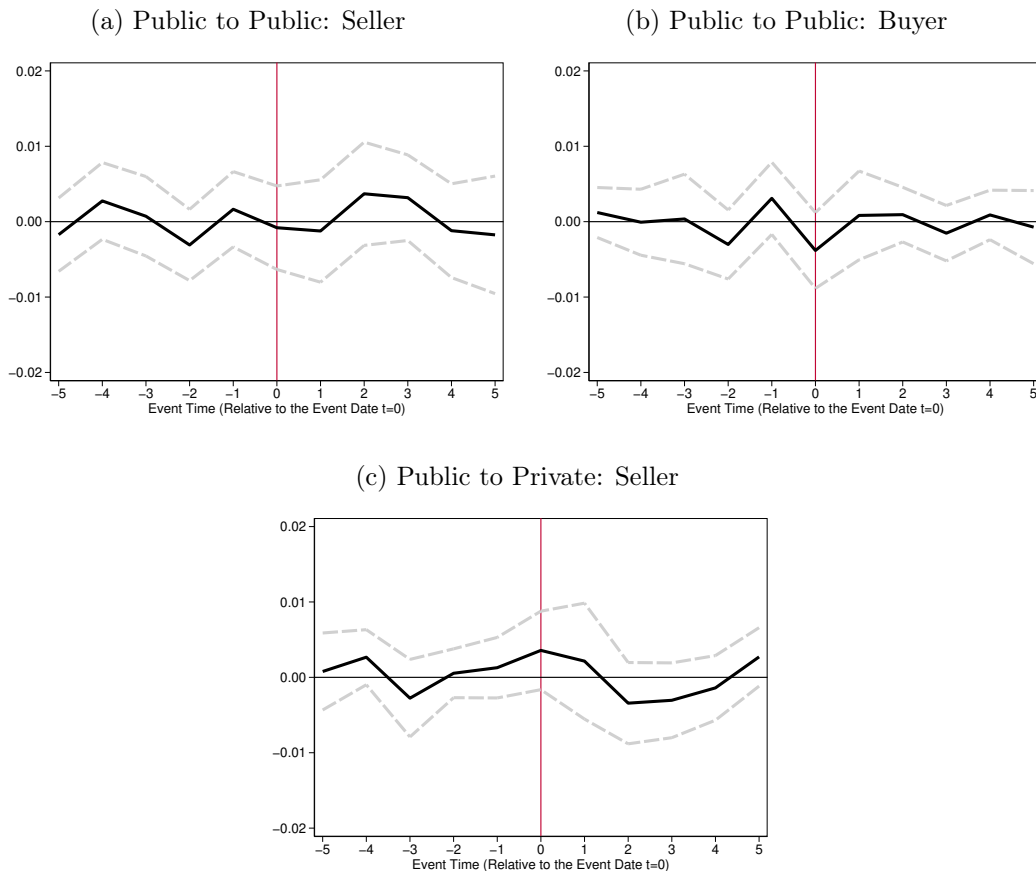 (a) Public to Public: Seller
0.02
0.01
0.00
−0.01
−0.02
−5 −4 −3 −2 −1 0 1 2 3 4 5
Event Time (Relative to the Event Date t=0)
(b) Public to Public: Buyer
0.02
0.01
0.00
−0.01
−0.02
−5 −4 −3 −2 −1 0 1 2 3 4 5
Event Time (Relative to the Event Date t=0)
(c) Public to Private: Seller
0.02
0.01
0.00
−0.01
−0.02
−5 −4 −3 −2 −1 0 1 2 3 4 5
Event Time (Relative to the Event Date t=0)